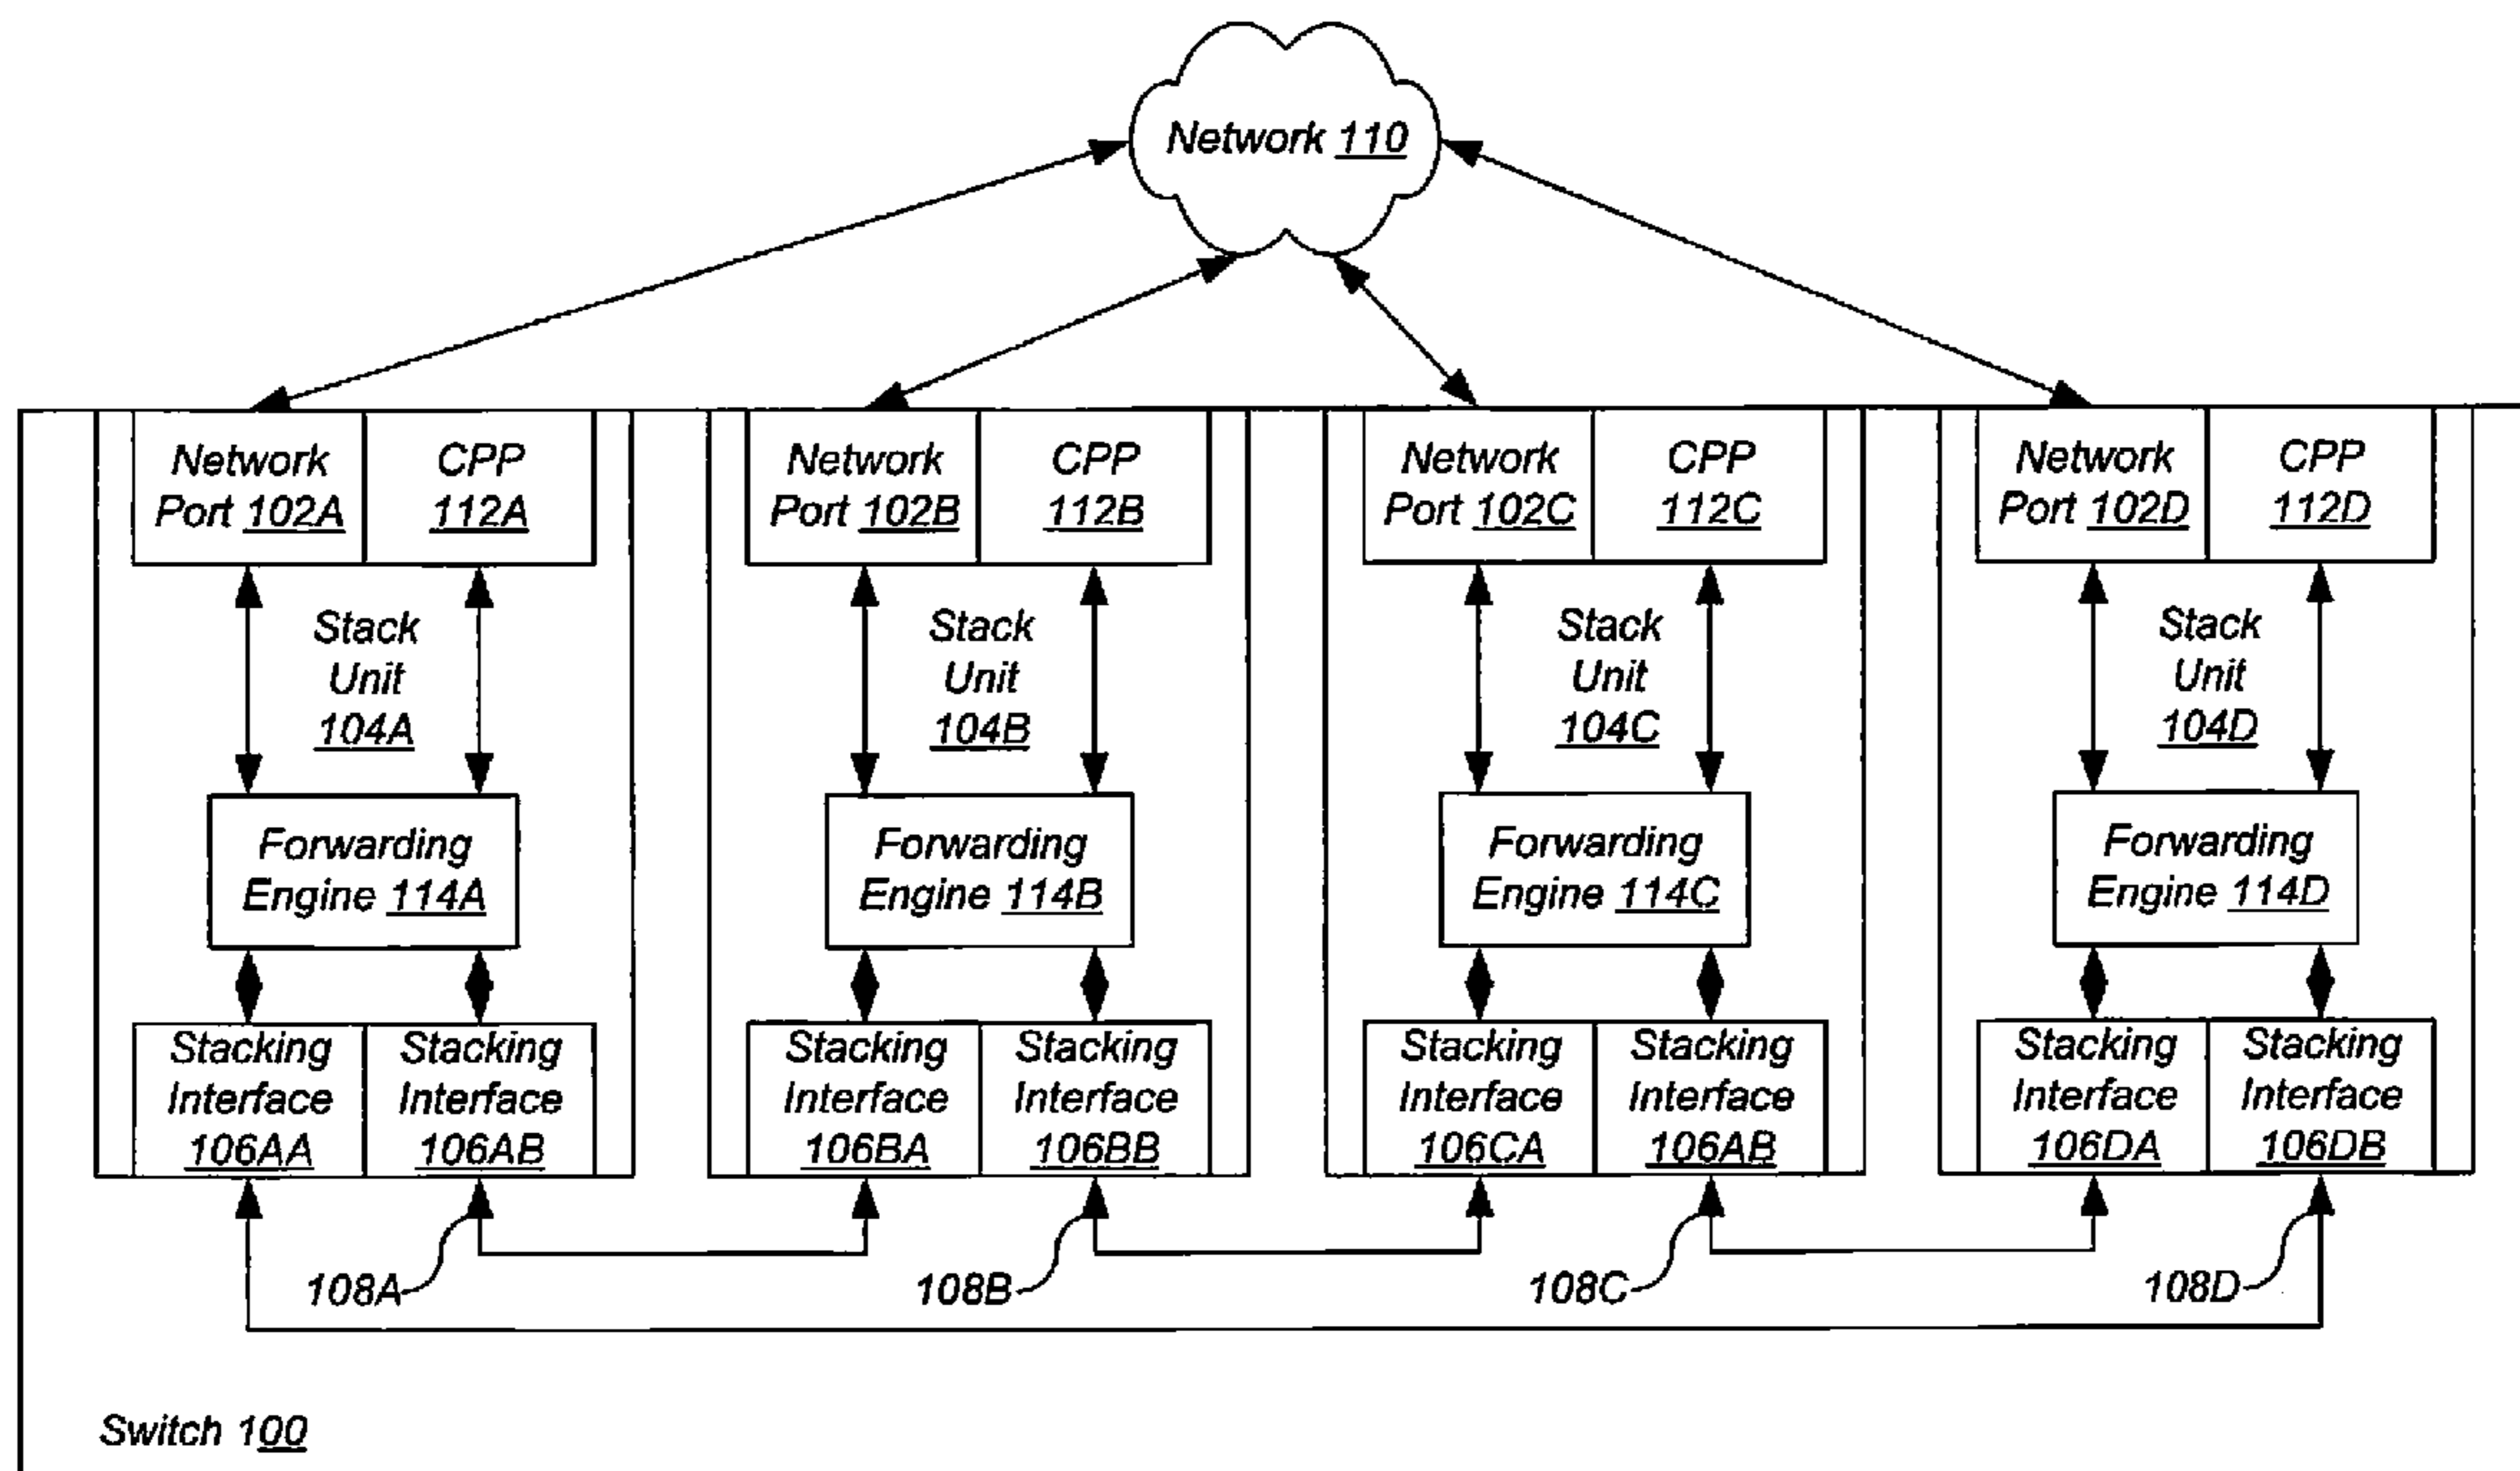 Network 110
Network
Port 102A
CPP
112A
Network
Port 102B
CPP
112B
Network
Port 102C
CPP
112C
Network
Port 102D
CPP
112D
Stack
Unit
104A
Stack
Unit
104B
Stack
Unit
104C
Stack
Unit
104D
Forwarding
Engine 114A
Forwarding
Engine 114B
Forwarding
Engine 114C
Forwarding
Engine 114D
Stacking
Interface
106AA
Stacking
Interface
106AB
Stacking
Interface
106BA
Stacking
Interface
106BB
Stacking
Interface
106CA
Stacking
Interface
106AB
Stacking
Interface
106DA
Stacking
Interface
106DB
108A
108B
108C
108D
Switch 100